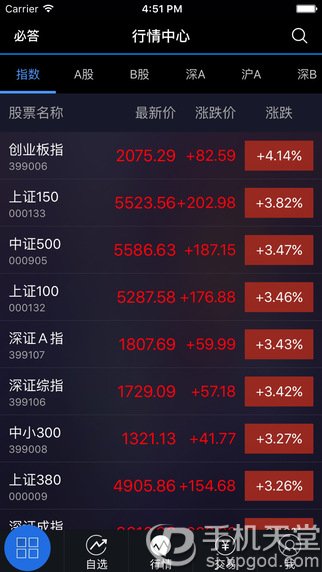 Carrier 4:51 PM
必答 行情中心
指数 A股 B股 深A 沪A 深B
股票名称 最新价 涨跌价 涨跌
创业板指 2075.29 +82.59 +4.14%
399006
上证150 5523.56 +202.98 +3.82%
000133
中证500 5586.63 +187.15 +3.47%
000905
上证100 5287.58 +176.88 +3.46%
000132
深证A指 1807.69 +59.99 +3.43%
399107
深证综指 1729.09 +57.18 +3.42%
399106
中小300 1321.13 +41.77 +3.27%
399008
上证380 4905.86 +154.68 +3.26%
000009
深证成指
自选 行情 交易 我
手机天堂
sjapgod.com